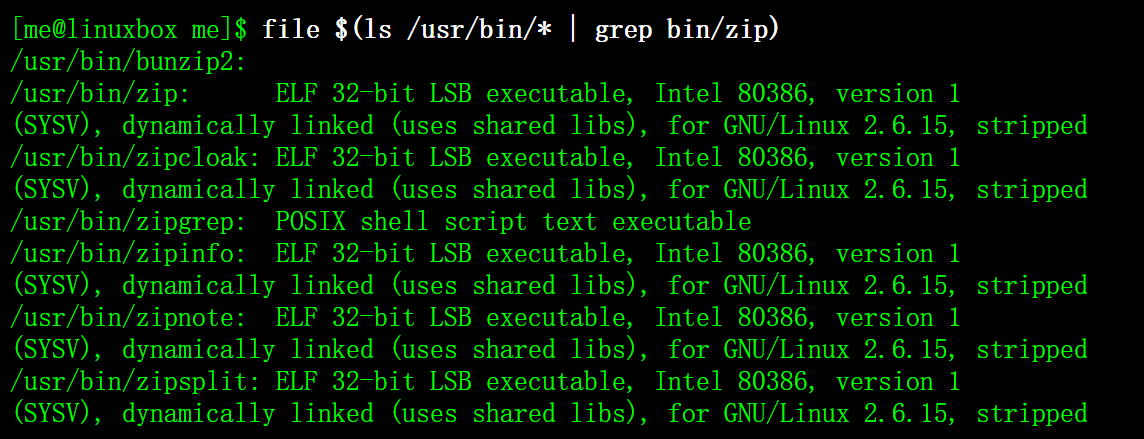 [me@linuxbox me]$ file $(ls /usr/bin/* | grep bin/zip)
/usr/bin/bunzip2:
/usr/bin/zip:      ELF 32-bit LSB executable, Intel 80386, version 1
(SYSV), dynamically linked (uses shared libs), for GNU/Linux 2.6.15, stripped
/usr/bin/zipcloak: ELF 32-bit LSB executable, Intel 80386, version 1
(SYSV), dynamically linked (uses shared libs), for GNU/Linux 2.6.15, stripped
/usr/bin/zipgrep:  POSIX shell script text executable
/usr/bin/zipinfo:  ELF 32-bit LSB executable, Intel 80386, version 1
(SYSV), dynamically linked (uses shared libs), for GNU/Linux 2.6.15, stripped
/usr/bin/zipnote:  ELF 32-bit LSB executable, Intel 80386, version 1
(SYSV), dynamically linked (uses shared libs), for GNU/Linux 2.6.15, stripped
/usr/bin/zipsplit: ELF 32-bit LSB executable, Intel 80386, version 1
(SYSV), dynamically linked (uses shared libs), for GNU/Linux 2.6.15, stripped